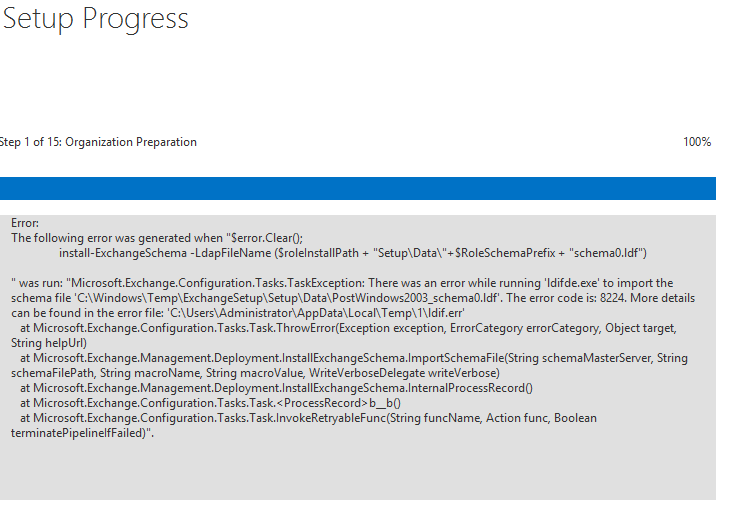 Setup Progress
Step 1 of 15: Organization Preparation 100%
Error:
The following error was generated when "$error.Clear();
install-ExchangeSchema -LdapFileName ($roleInstallPath + "Setup\Data\"+$RoleSchemaPrefix + "schema0.ldf")
" was run: "Microsoft.Exchange.Configuration.Tasks.TaskException: There was an error while running 'ldifde.exe' to import the
schema file 'C:\Windows\Temp\ExchangeSetup\Setup\Data\PostWindows2003_schema0.ldf'. The error code is: 8224. More details
can be found in the error file: 'C:\Users\Administrator\AppData\Local\Temp\1\ldif.err'
at Microsoft.Exchange.Configuration.Tasks.Task.ThrowError(Exception exception, ErrorCategory errorCategory, Object target,
String helpUrl)
at Microsoft.Exchange.Management.Deployment.InstallExchangeSchema.ImportSchemaFile(String schemaMasterServer, String
schemaFilePath, String macroName, String macroValue, WriteVerboseDelegate writeVerbose)
at Microsoft.Exchange.Management.Deployment.InstallExchangeSchema.InternalProcessRecord()
at Microsoft.Exchange.Configuration.Tasks.Task.<ProcessRecord>b__b()
at Microsoft.Exchange.Configuration.Tasks.Task.InvokeRetryableFunc(String funcName, Action func, Boolean
terminatePipelineIfFailed)".